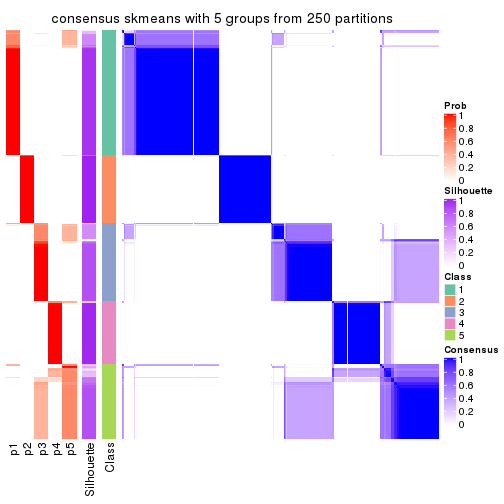 consensus skmeans with 5 groups from 250 partitions
Prob
1
0.8
0.6
0.4
0.2
0
Silhouette
1
0.8
0.6
0.4
0.2
0
Class
1
2
3
4
5
Consensus
1
0.8
0.6
0.4
0.2
0
p1
p2
p3
p4
p5
Silhouette
Class